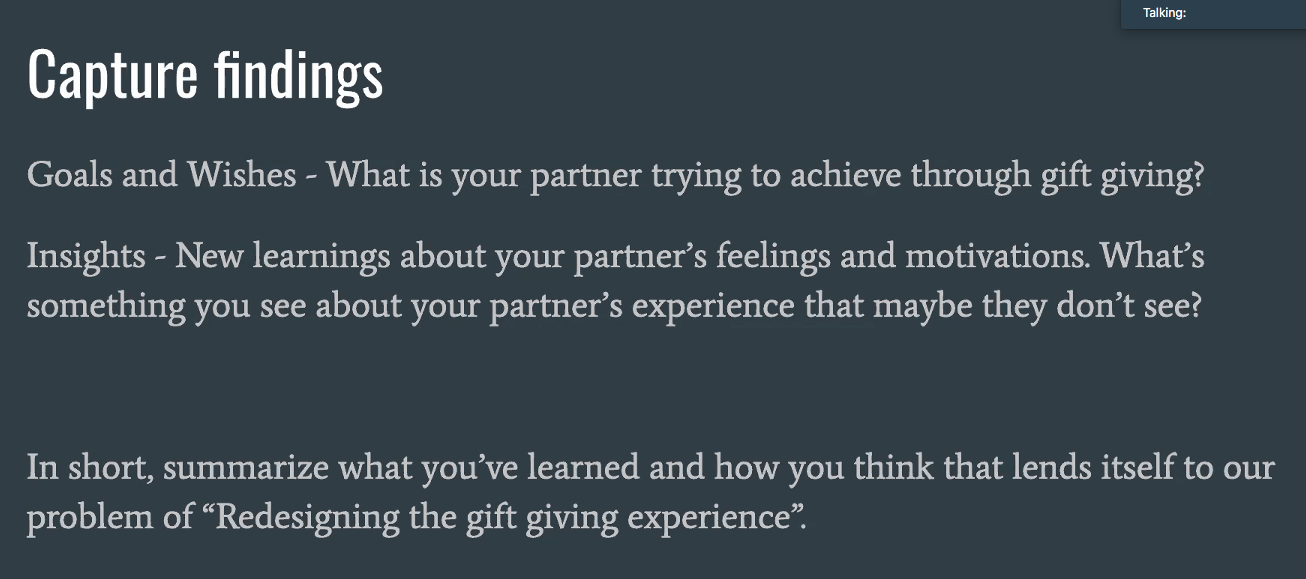 Talking:
Capture findings
Goals and Wishes - What is your partner trying to achieve through gift giving?
Insights - New learnings about your partner’s feelings and motivations. What’s
something you see about your partner’s experience that maybe they don’t see?
In short, summarize what you’ve learned and how you think that lends itself to our
problem of “Redesigning the gift giving experience”.